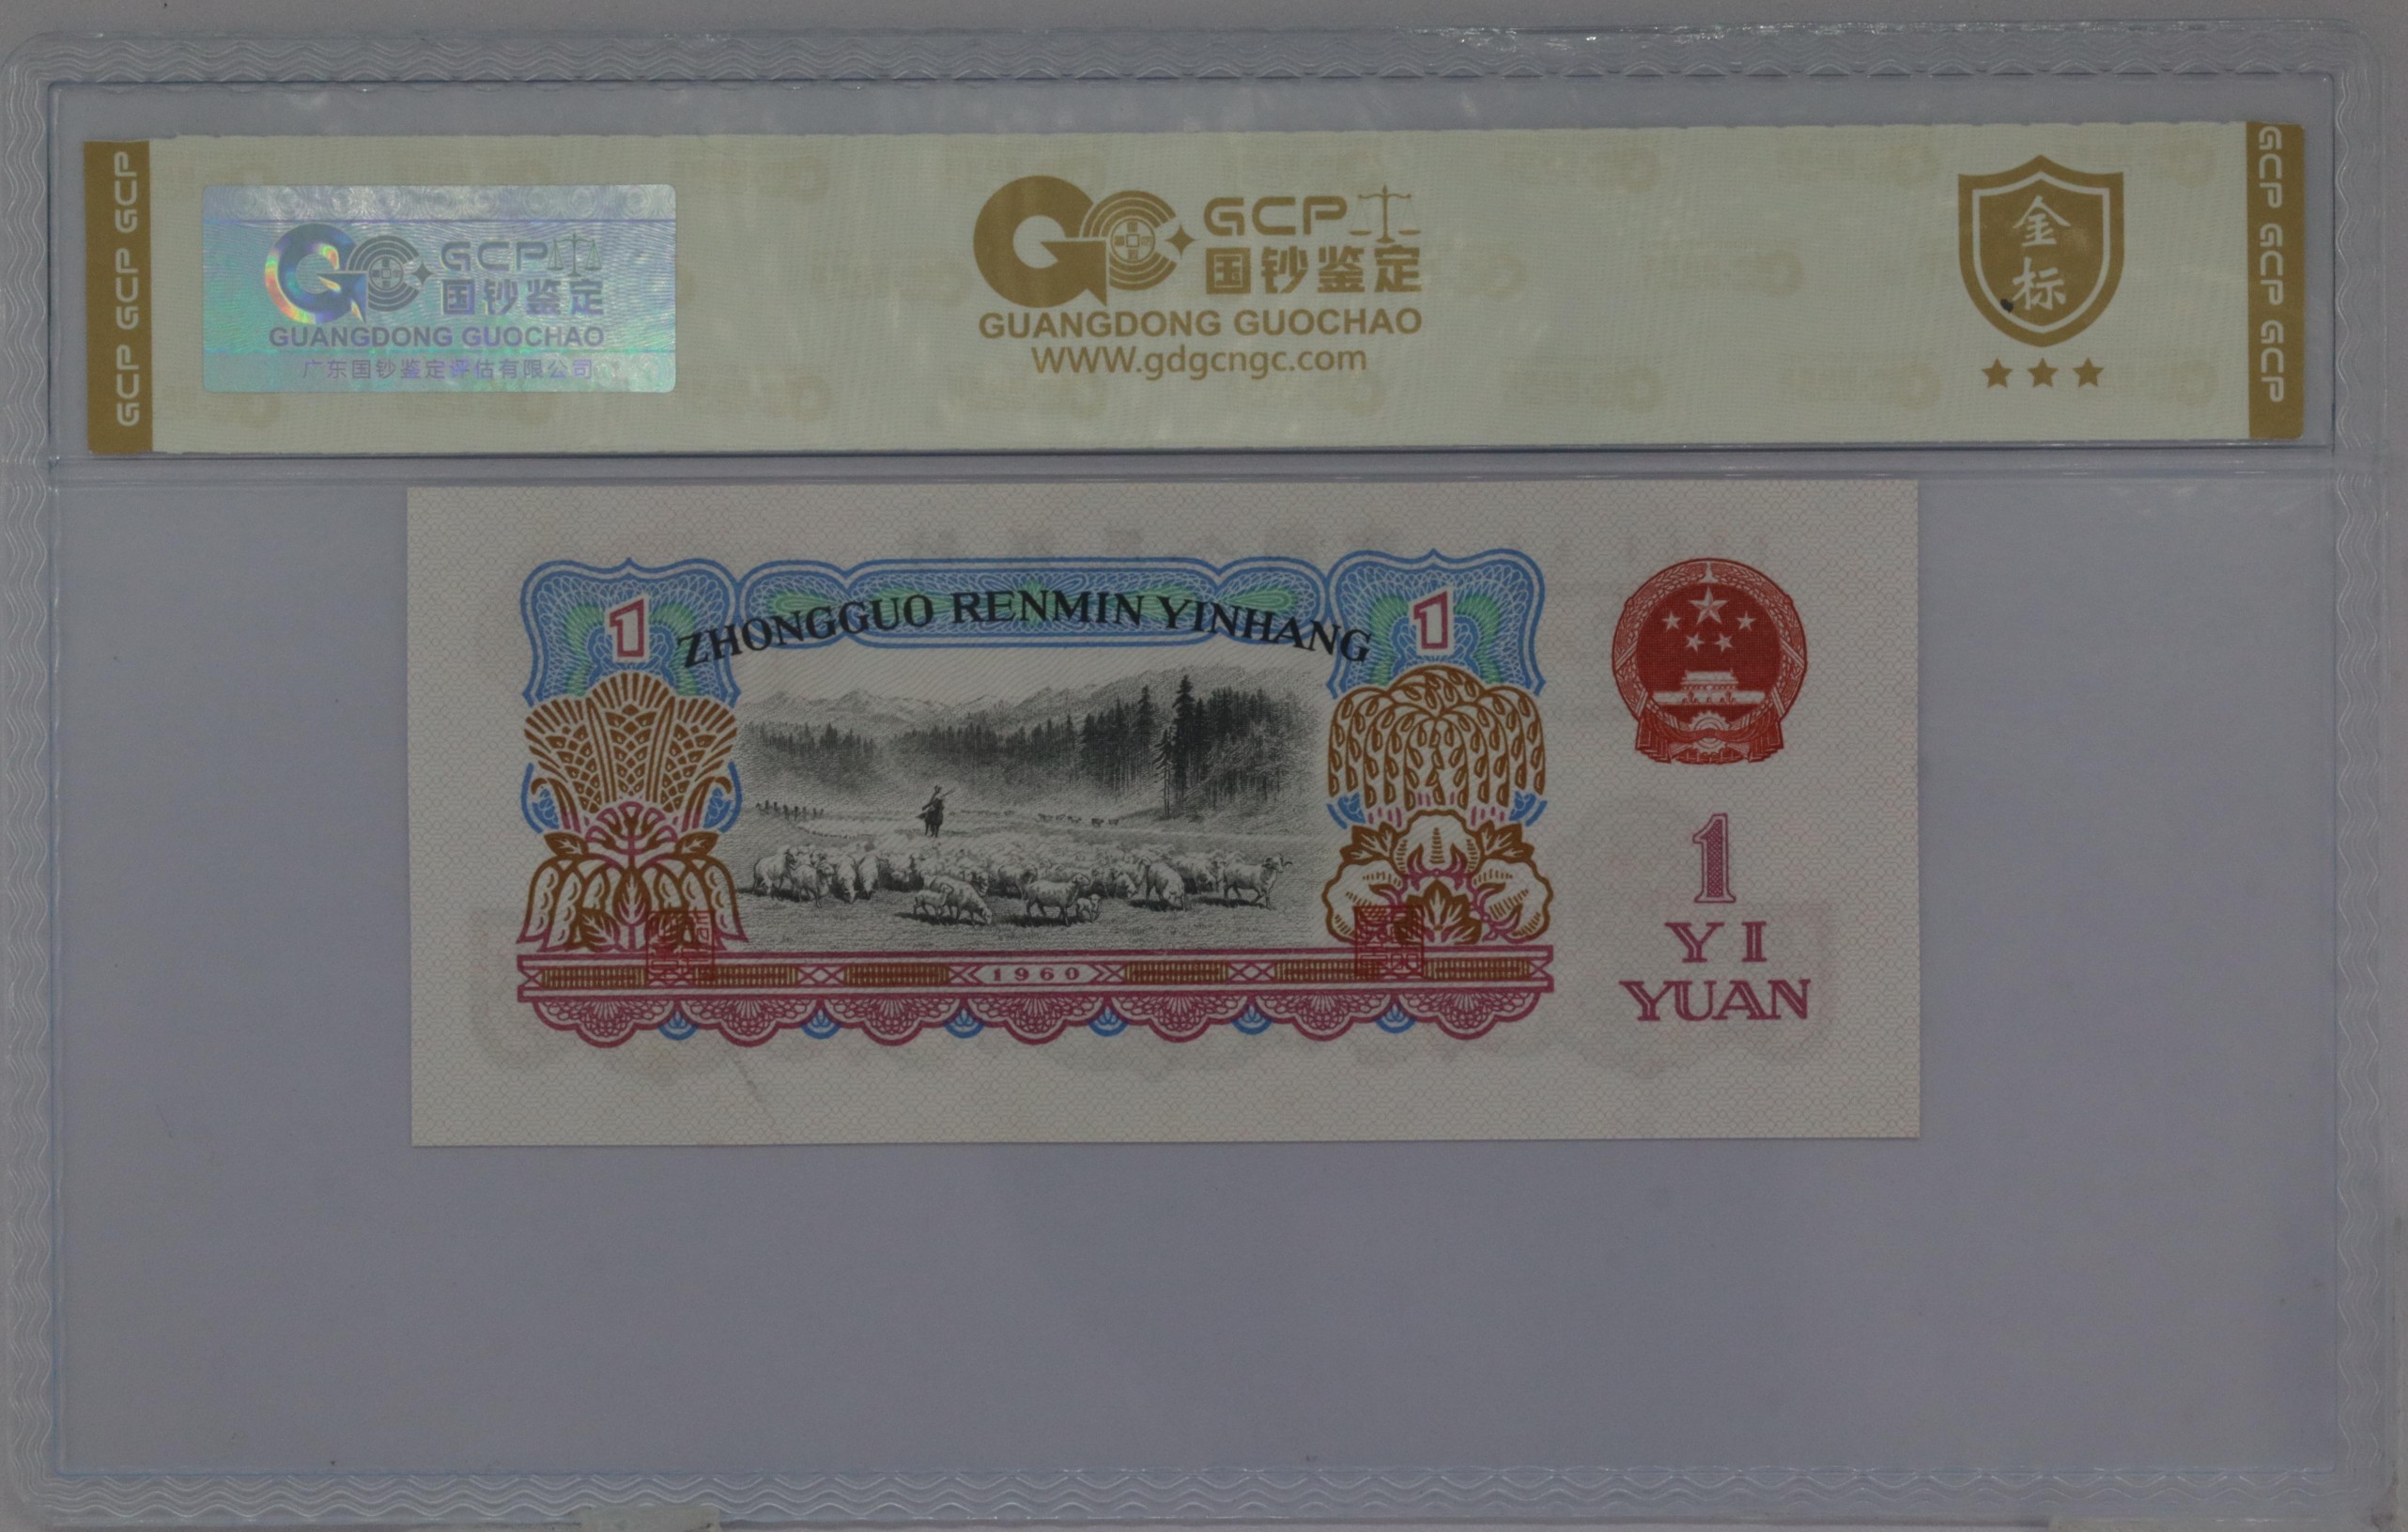 GCP GCP GCP
GCP
国钞鉴定
GUANGDONG GUOCHAO
广东国钞鉴定评估有限公司
GCP
国钞鉴定
GUANGDONG GUOCHAO
WWW.gdgcngc.com
金
标
GCP GCP GCP
1
ZHONGGUO RENMIN YINHANG
1
1960
1
YI
YUAN